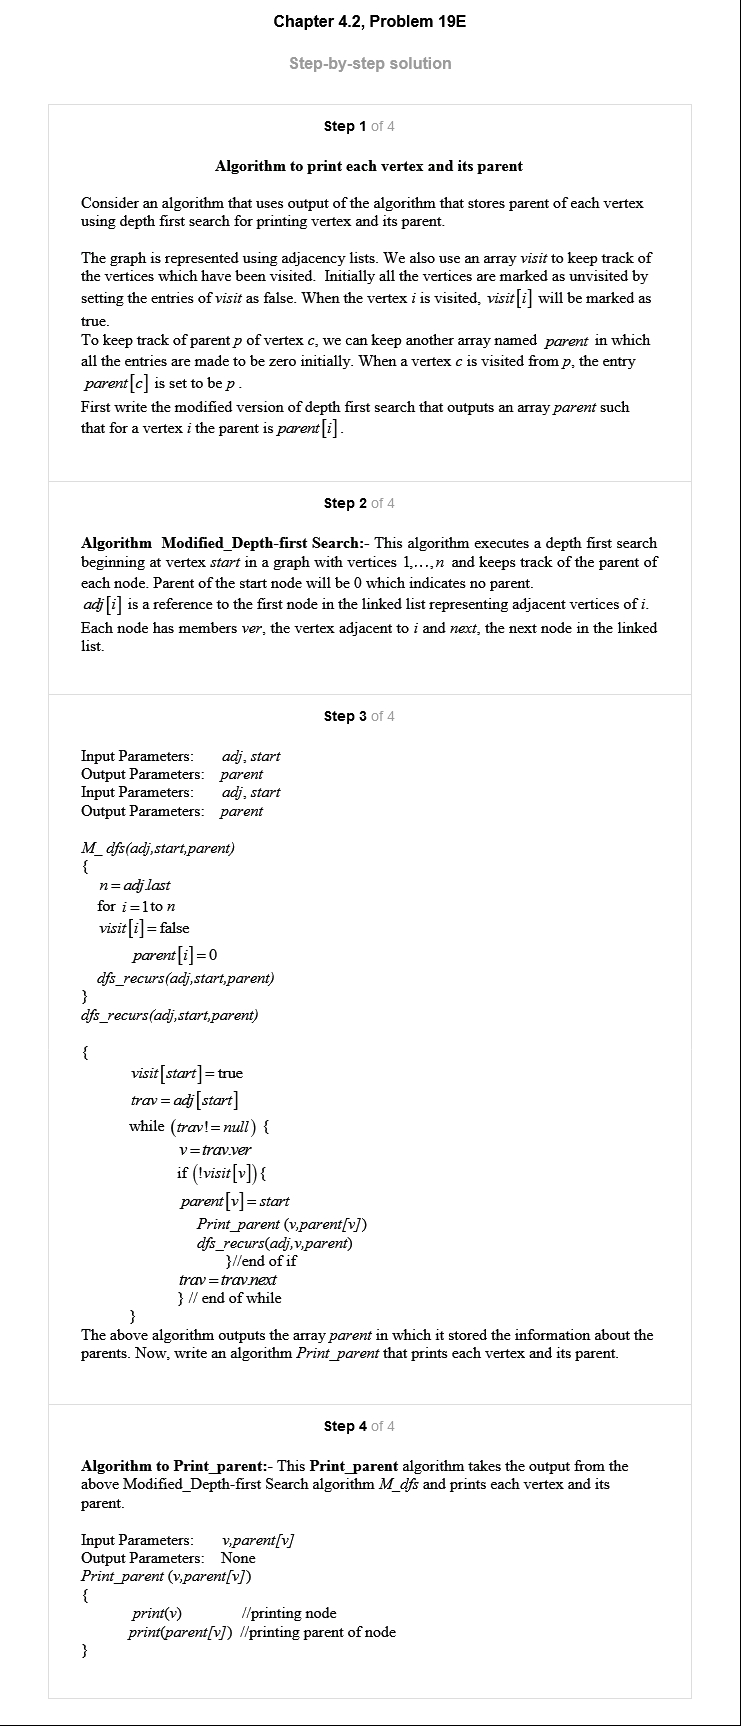 Chapter 4.2, Problem 19E
Step-by-step solution
Step 1 of 4
Algorithm to print each vertex and its parent
Consider an algorithm that uses output of the algorithm that stores parent of each vertex
using depth first search for printing vertex and its parent.
The graph is represented using adjacency lists. We also use an array visit to keep track of
the vertices which have been visited.  Initially all the vertices are marked as unvisited by
setting the entries of visit as false. When the vertex i is visited, visit[i] will be marked as
true.
To keep track of parent p of vertex c, we can keep another array named parent in which
all the entries are made to be zero initially. When a vertex c is visited from p, the entry
parent[c] is set to be p .
First write the modified version of depth first search that outputs an array parent such
that for a vertex i the parent is parent[i].
Step 2 of 4
Algorithm  Modified_Depth-first Search:- This algorithm executes a depth first search
beginning at vertex start in a graph with vertices 1,...,n and keeps track of the parent of
each node. Parent of the start node will be 0 which indicates no parent.
adj[i] is a reference to the first node in the linked list representing adjacent vertices of i.
Each node has members ver, the vertex adjacent to i and next, the next node in the linked
list.
Step 3 of 4
Input Parameters: adj, start
Output Parameters: parent
Input Parameters: adj, start
Output Parameters: parent
M_ dfs(adj,start,parent)
{
n = adj.last
for i = 1 to n
visit[i] = false
parent[i] = 0
dfs_recurs(adj,start,parent)
}
dfs_recurs(adj,start,parent)
{
visit[start] = true
trav = adj[start]
while (trav! = null) {
v = trav.ver
if (!visit[v]){
parent[v] = start
Print_parent (v,parent[v])
dfs_recurs(adj,v,parent)
}//end of if
trav = trav.next
} // end of while
}
The above algorithm outputs the array parent in which it stored the information about the
parents. Now, write an algorithm Print_parent that prints each vertex and its parent.
Step 4 of 4
Algorithm to Print_parent:- This Print_parent algorithm takes the output from the
above Modified_Depth-first Search algorithm M_dfs and prints each vertex and its
parent.
Input Parameters: v,parent[v]
Output Parameters: None
Print_parent (v,parent[v])
{
print(v) //printing node
print(parent[v]) //printing parent of node
}